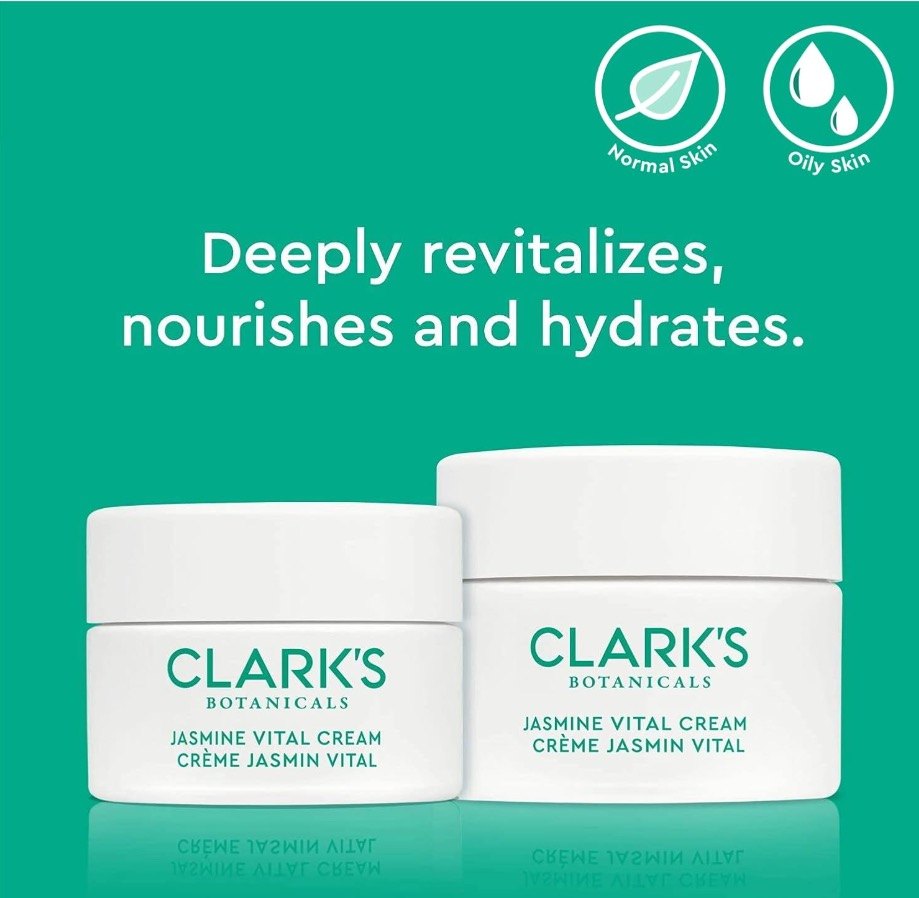 Normal Skin
Oily Skin
Deeply revitalizes,
nourishes and hydrates.
CLARK'S
BOTANICALS
JASMINE VITAL CREAM
CRÈME JASMIN VITAL
CLARK'S
BOTANICALS
JASMINE VITAL CREAM
CRÈME JASMIN VITAL